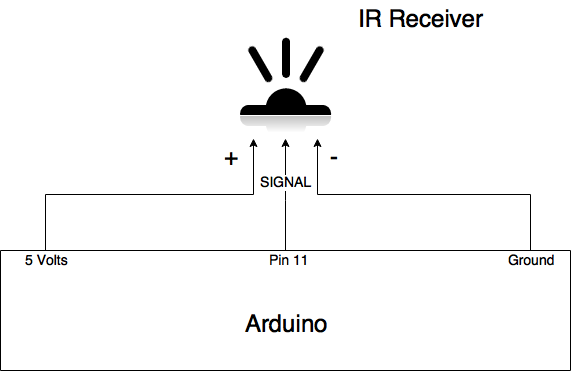 IR Receiver
+
-
SIGNAL
5 Volts
Pin 11
Ground
Arduino